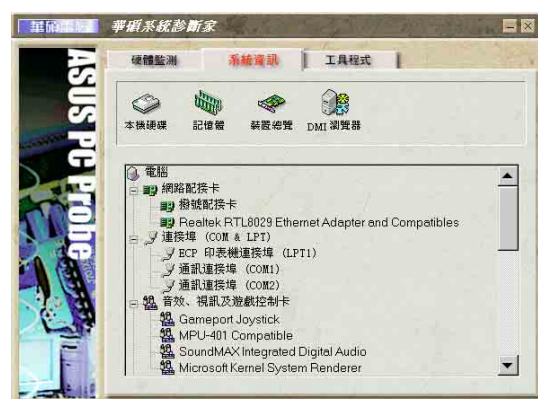 華碩系統診斷家
ASUS PC Probe
硬體監測
系統資訊
工具程式
本機硬碟
記憶體
裝置總覽
DMI 瀏覽器
電腦
網路配接卡
撥號配接卡
Realtek RTL8029 Ethernet Adapter and Compatibles
連接埠 (COM & LPT)
ECP 印表機連接埠 (LPT1)
通訊連接埠 (COM1)
通訊連接埠 (COM2)
音效、視訊及遊戲控制卡
Gameport Joystick
MPU-401 Compatible
SoundMAX Integrated Digital Audio
Microsoft Kernel System Renderer